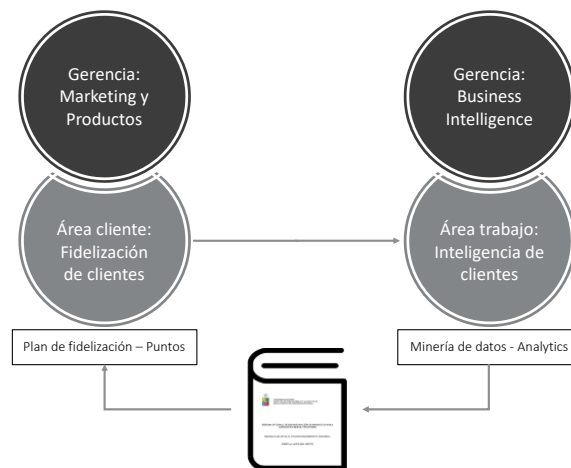 Gerencia:
Marketing y
Productos
Gerencia:
Business
Intelligence
Área cliente:
Fidelización
de clientes
Área trabajo:
Inteligencia de
clientes
Plan de fidelización – Puntos
Minería de datos - Analytics